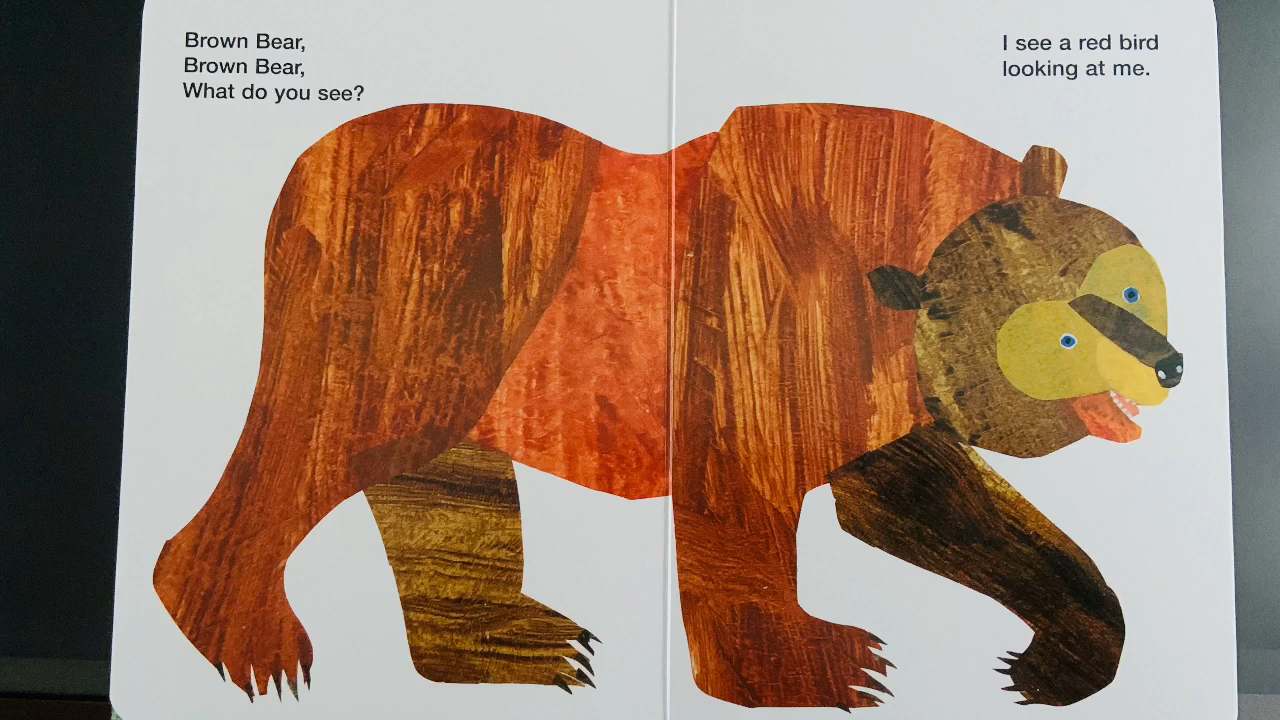 Brown Bear,
Brown Bear,
What do you see?
I see a red bird
looking at me.